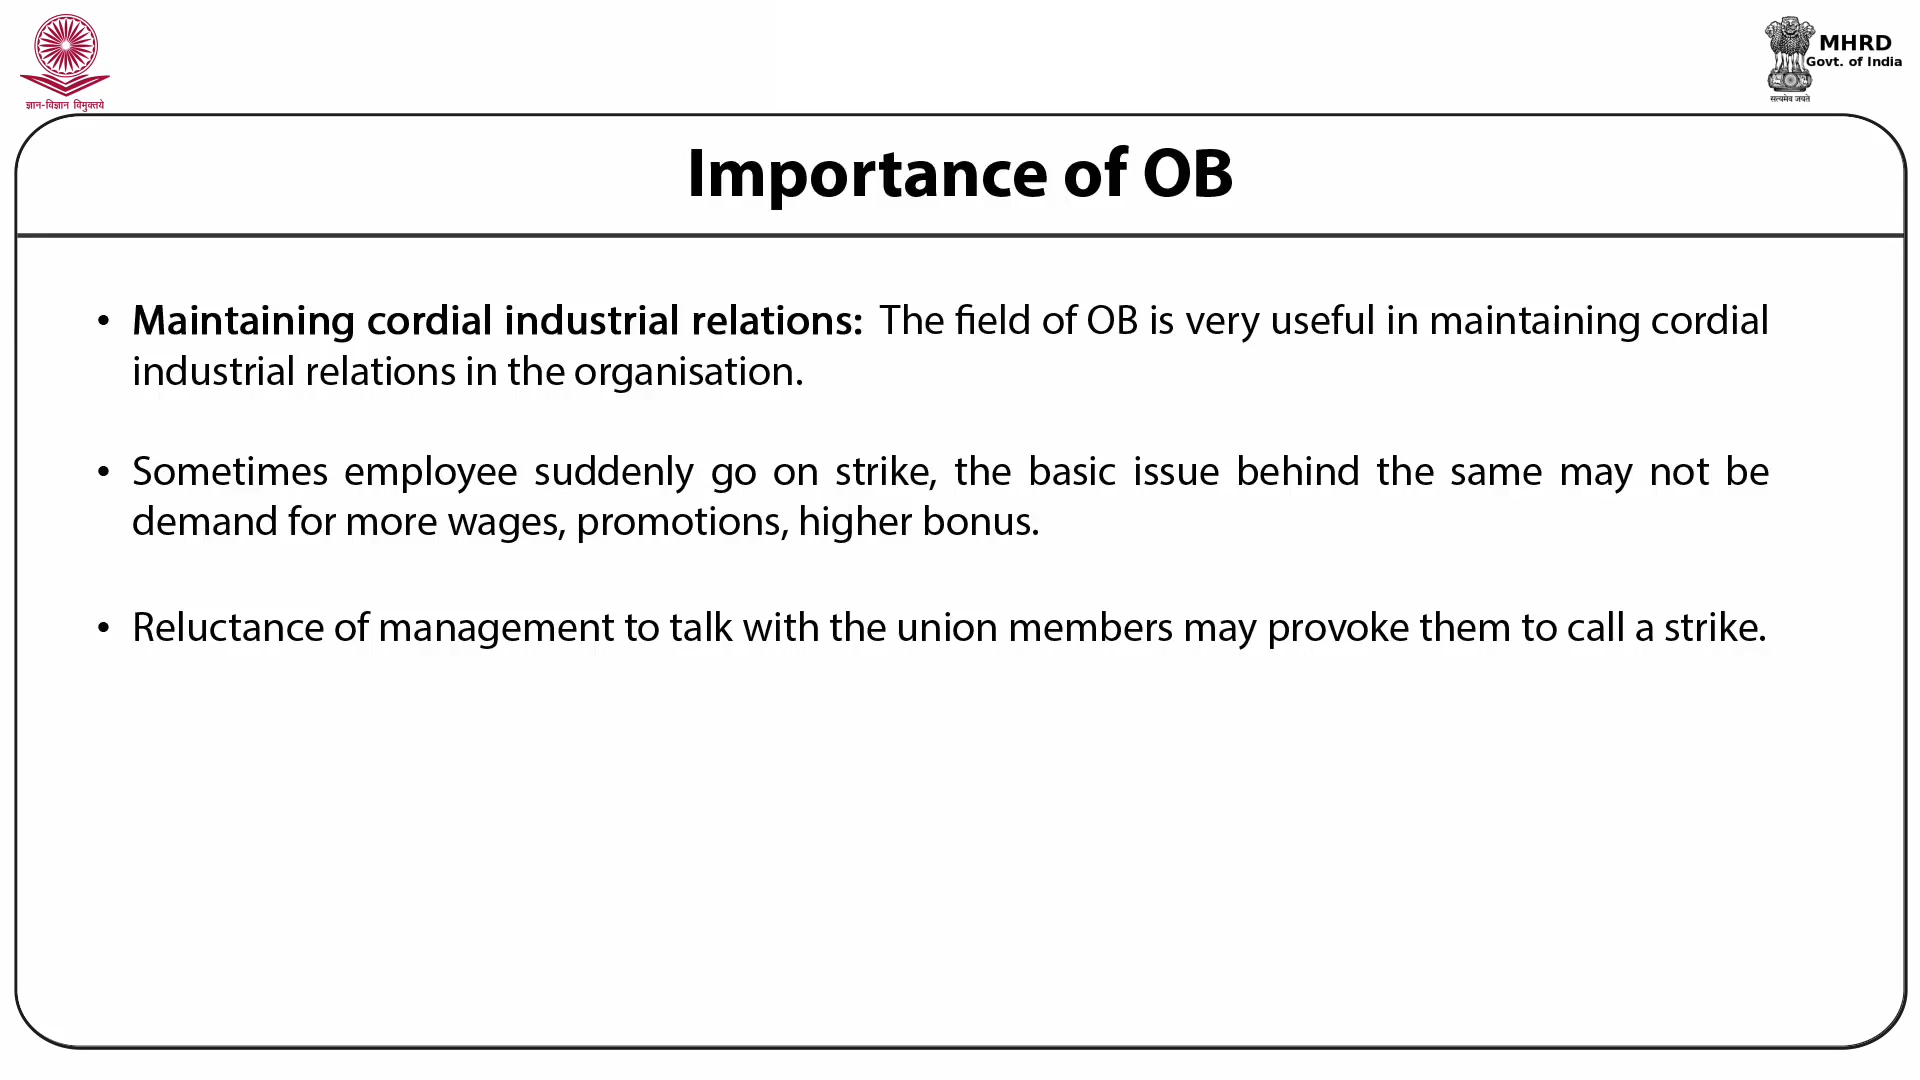 ज्ञान-विज्ञान विमुक्तये
MHRD
Govt. of India
सत्यमेव जयते
Importance of OB
• Maintaining cordial industrial relations: The field of OB is very useful in maintaining cordial
industrial relations in the organisation.
• Sometimes employee suddenly go on strike, the basic issue behind the same may not be
demand for more wages, promotions, higher bonus.
• Reluctance of management to talk with the union members may provoke them to call a strike.